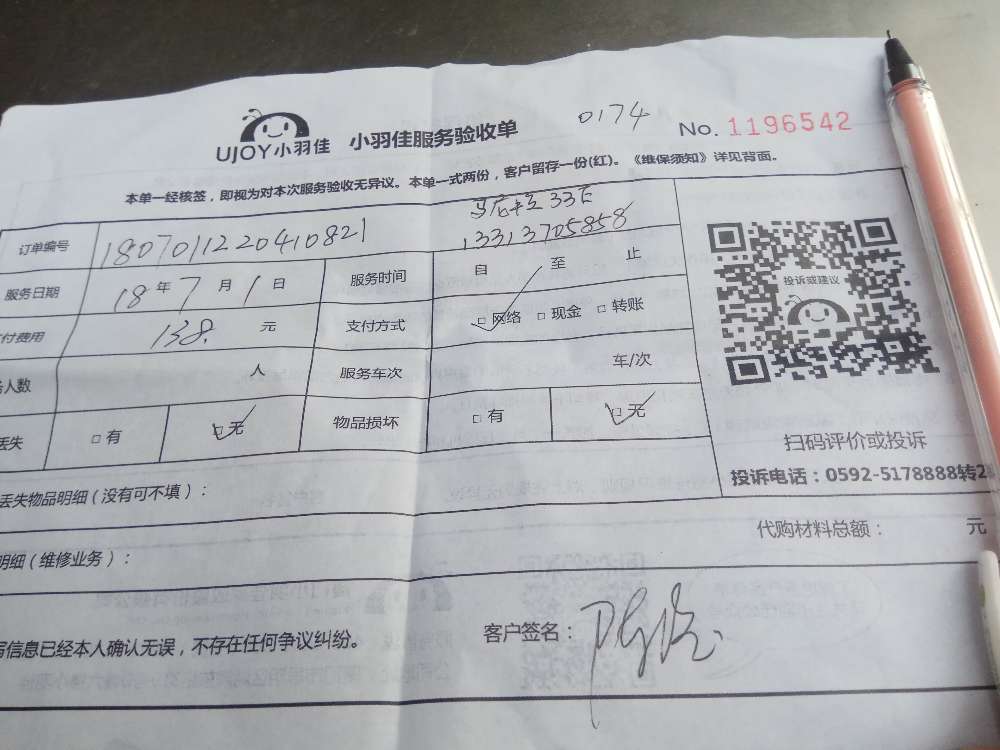 UJOY小羽佳 小羽佳服务验收单 0174 No. 1196542
本单一经核签，即视为对本次服务验收无异议。本单一式两份，客户留存一份(红)。《维保须知》详见背面。
订单编号 1807011220410821 33
13313705858
服务日期 18 年 7 月 1 日 服务时间 自 至 止
付费用 138. 元 支付方式 □ 网络 □ 现金 □ 转账
人数 人 服务车次 车/次
丢失 □ 有 □ 无 物品损坏 □ 有 □ 无
投诉或建议
扫码评价或投诉
投诉电话：0592-5178888转2
丢失物品明细（没有可不填）：
代购材料总额： 元
明细（维修业务）：
写信息已经本人确认无误，不存在任何争议纠纷。 客户签名：